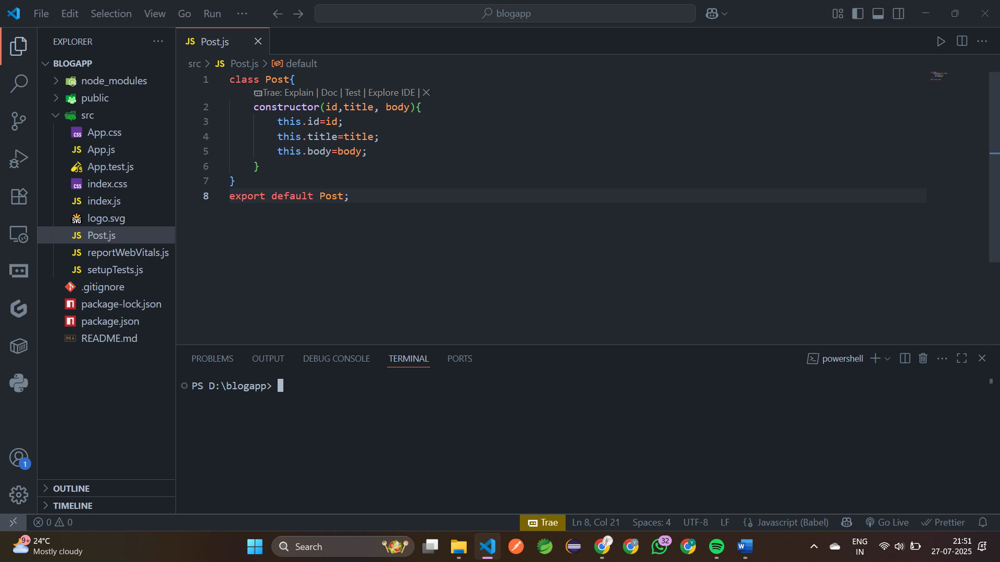 File Edit Selection View Go Run ···
blogapp
EXPLORER
BLOGAPP
node_modules
public
src
App.css
App.js
App.test.js
index.css
index.js
logo.svg
Post.js
reportWebVitals.js
setupTests.js
.gitignore
package-lock.json
package.json
README.md
OUTLINE
TIMELINE
JS Post.js
src > JS Post.js > default
1 class Post{
Trae: Explain | Doc | Test | Explore IDE | X
2 constructor(id,title, body){
3 this.id=id;
4 this.title=title;
5 this.body=body;
6 }
7 }
8 export default Post;
PROBLEMS OUTPUT DEBUG CONSOLE TERMINAL PORTS
powershell
PS D:\blogapp>
1
0 0
Trae
Ln 8, Col 21 Spaces: 4 UTF-8 LF {} Javascript (Babel) Go Live Prettier
9+
24°C
Mostly cloudy
Search
32
ENG
IN
21:51
27-07-2025